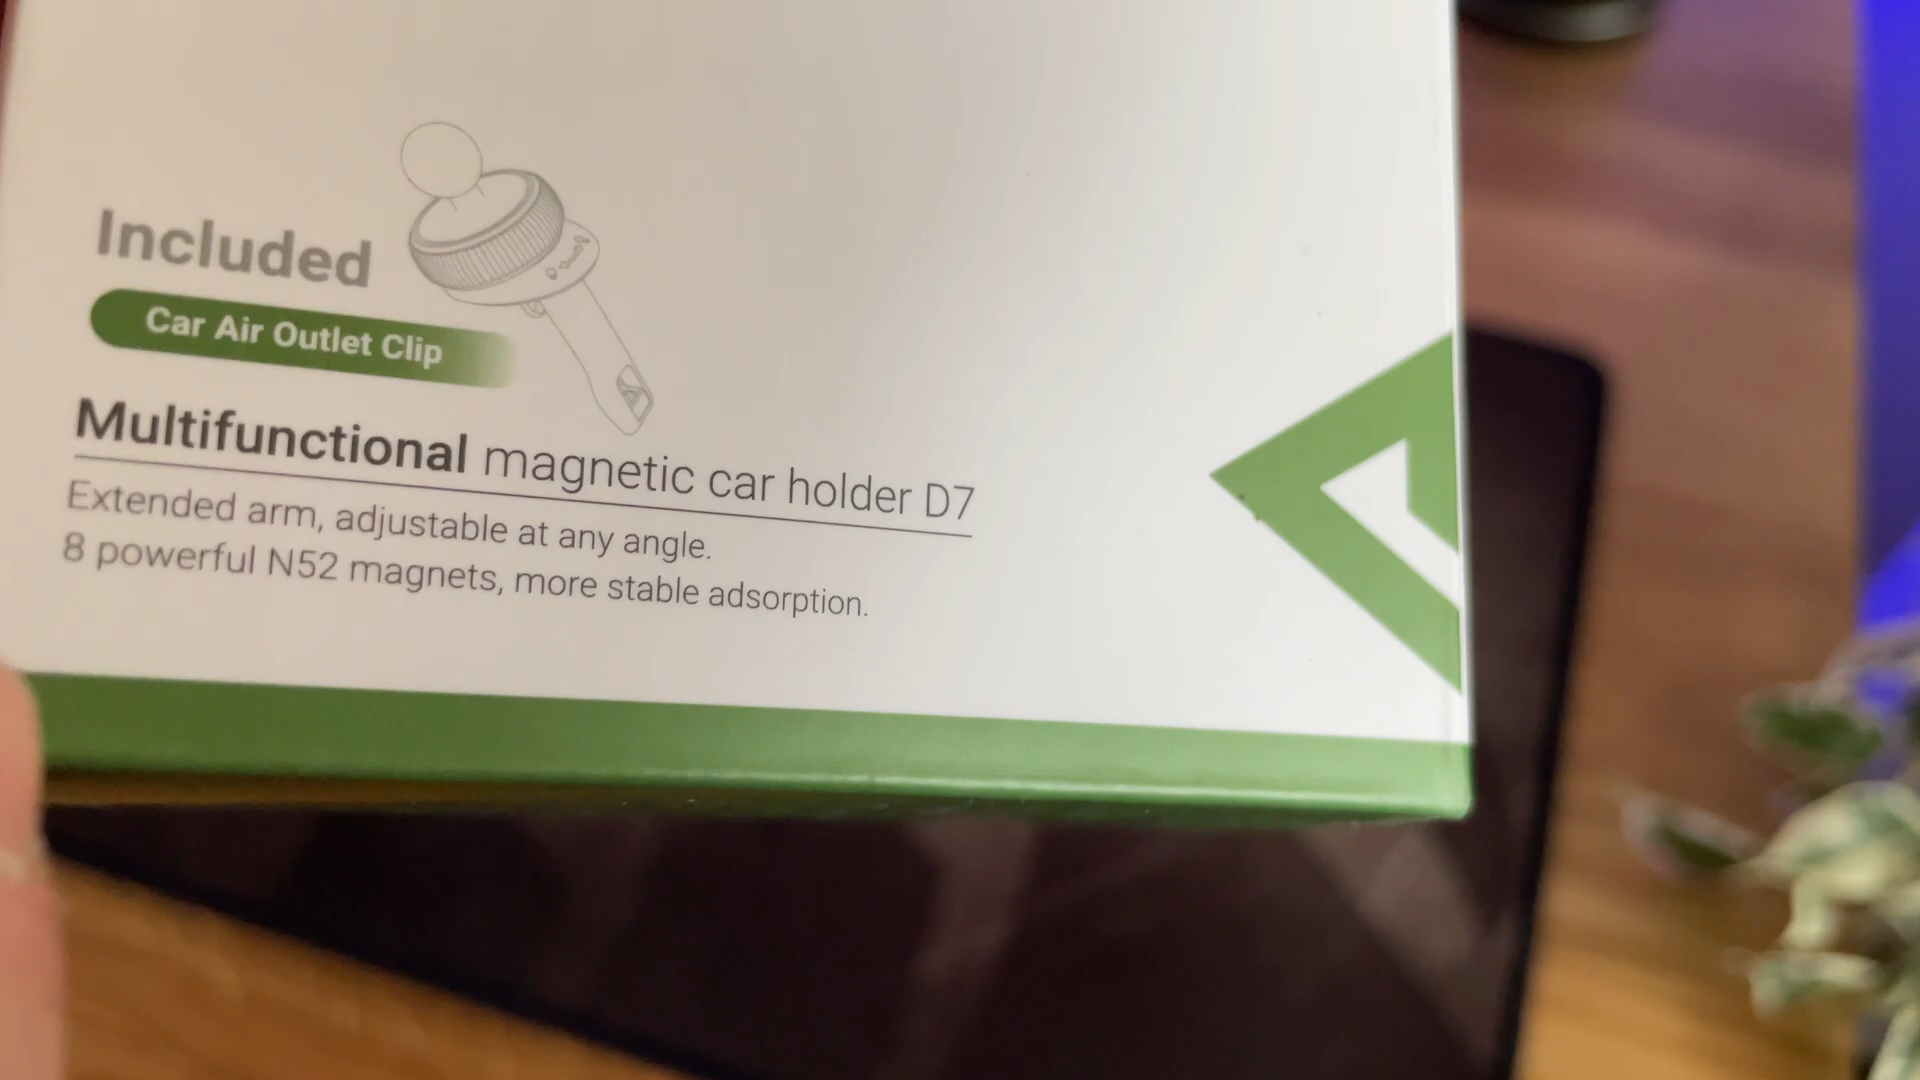 Included
Car Air Outlet Clip
Multifunctional magnetic car holder D7
Extended arm, adjustable at any angle.
8 powerful N52 magnets, more stable adsorption.